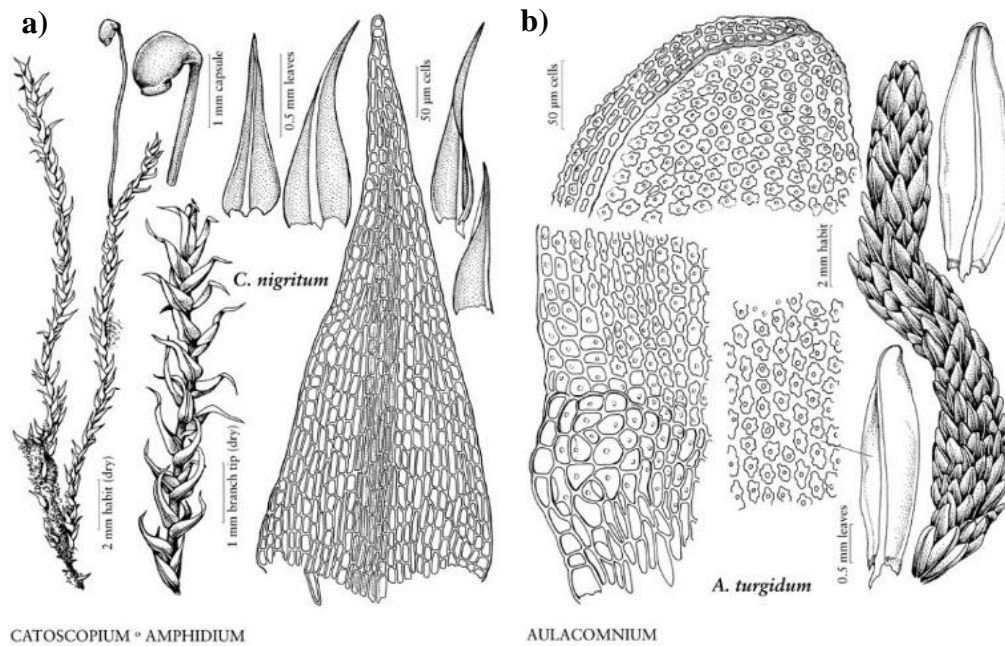 a)
1 mm capsule
0.5 mm leaves
50 µm cells
C. nigritum
2 mm habit (dry)
1 mm branch tip (dry)
CATOSCOPIUM ° AMPHIDIUM
b)
50 µm cells
2 mm habit
0.5 mm leaves
A. turgidum
AULACOMNIUM